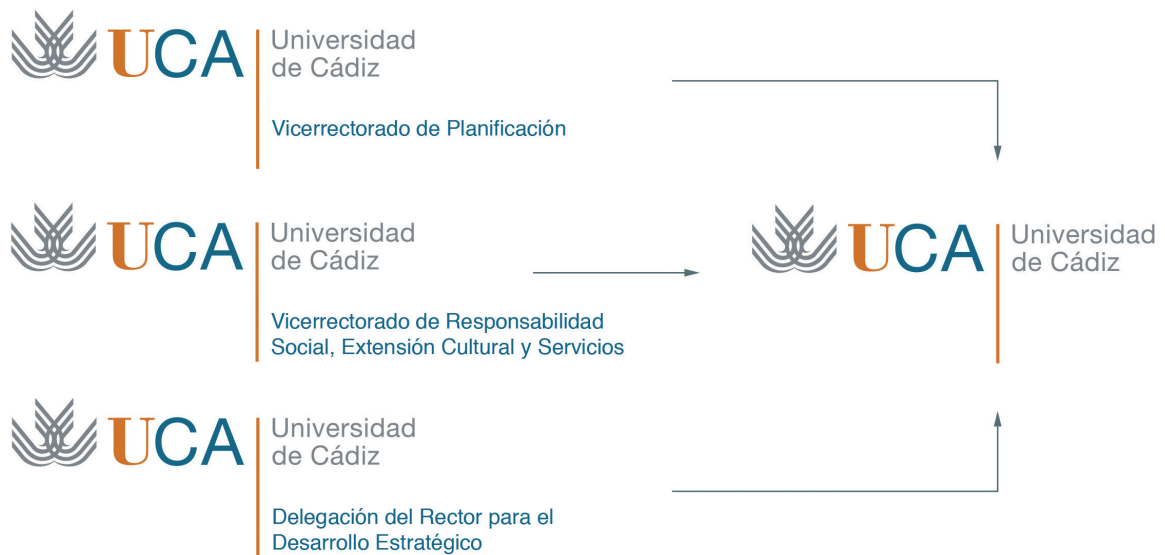 UCA
Universidad
de Cádiz
Vicerrectorado de Planificación
UCA
Universidad
de Cádiz
Vicerrectorado de Responsabilidad
Social, Extensión Cultural y Servicios
UCA
Universidad
de Cádiz
UCA
Universidad
de Cádiz
Delegación del Rector para el
Desarrollo Estratégico